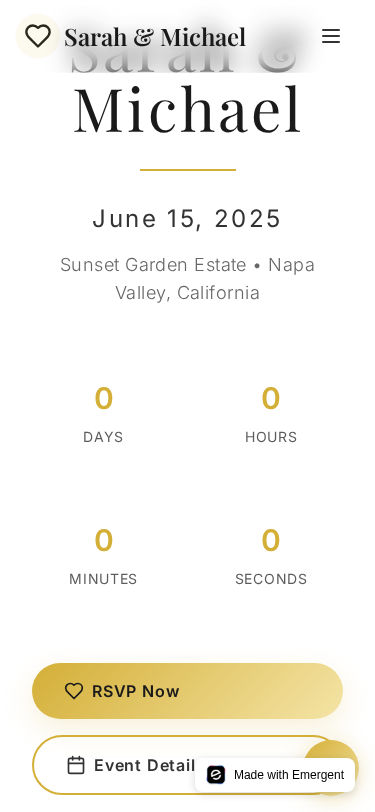 Sarah & Michael
Sarah &
Michael
June 15, 2025
Sunset Garden Estate • Napa
Valley, California
0
0
DAYS
HOURS
0
0
MINUTES
SECONDS
RSVP Now
Event Detail
Made with Emergent